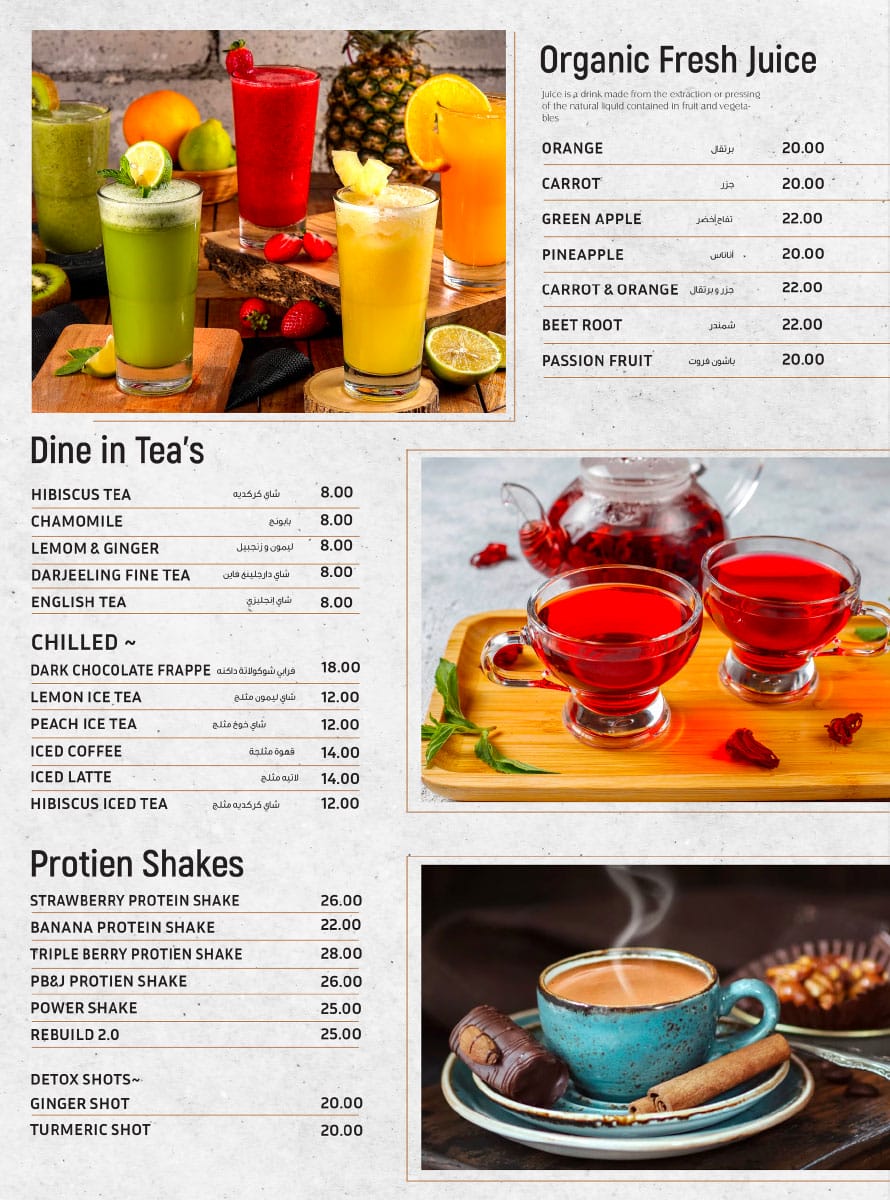 Organic Fresh Juice
Juice is a drink made from the extraction or pressing
of the natural liquid contained in fruit and vegeta-
bles
ORANGE برتقال 20.00
CARROT جزر 20.00
GREEN APPLE تفاح أخضر 22.00
PINEAPPLE أناناس 20.00
CARROT & ORANGE جزر و برتقال 22.00
BEET ROOT شمندر 22.00
PASSION FRUIT باشون فروت 20.00
Dine in Tea's
HIBISCUS TEA شاي كركديه 8.00
CHAMOMILE بابونج 8.00
LEMOM & GINGER ليمون و زنجبيل 8.00
DARJEELING FINE TEA شاي دارجلينغ فاين 8.00
ENGLISH TEA شاي إنجليزي 8.00
CHILLED ~
DARK CHOCOLATE FRAPPE فرابي شوكولاتة داكنه 18.00
LEMON ICE TEA شاي ليمون مثلج 12.00
PEACH ICE TEA شاي خوخ مثلج 12.00
ICED COFFEE قهوة مثلجة 14.00
ICED LATTE لاتيه مثلج 14.00
HIBISCUS ICED TEA شاي كركديه مثلج 12.00
Protien Shakes
STRAWBERRY PROTEIN SHAKE 26.00
BANANA PROTEIN SHAKE 22.00
TRIPLE BERRY PROTIEN SHAKE 28.00
PB&J PROTIEN SHAKE 26.00
POWER SHAKE 25.00
REBUILD 2.0 25.00
DETOX SHOTS~
GINGER SHOT 20.00
TURMERIC SHOT 20.00